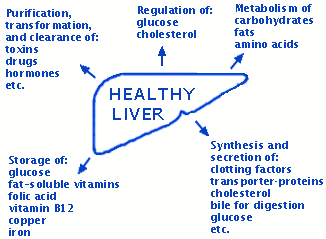 Purification,
transformation,
and clearance of:
toxins
drugs
hormones
etc.
Regulation of:
glucose
cholesterol
Metabolism of
carbohydrates
fats
amino acids
HEALTHY
LIVER
Storage of:
glucose
fat-soluble vitamins
folic acid
vitamin B12
copper
iron
Synthesis and
secretion of:
clotting factors
transporter-proteins
cholesterol
bile for digestion
glucose
etc.